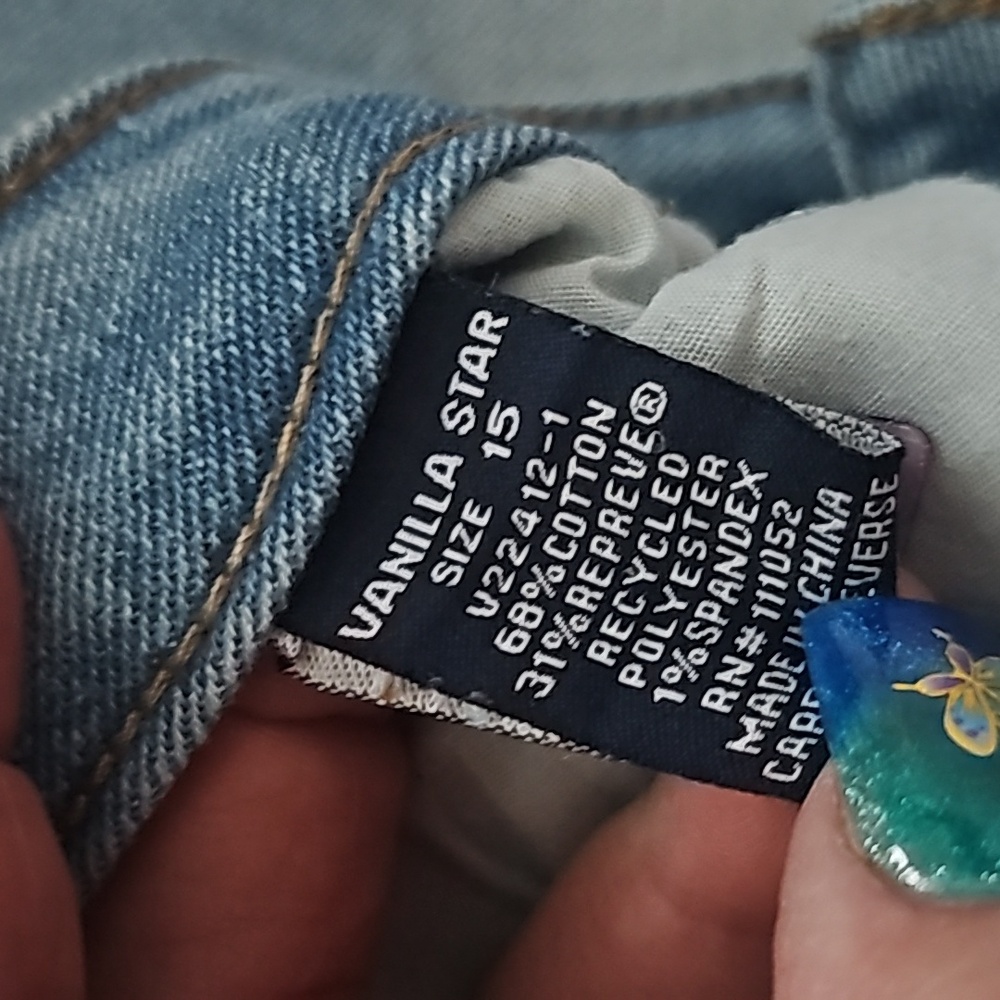 VANILLA STAR
SIZE 15
V22412-1
68%COTTON
31%REPREVE®
RECYCLED
POLYESTER
1%SPANDEX
RN#111052
MADE IN CHINA